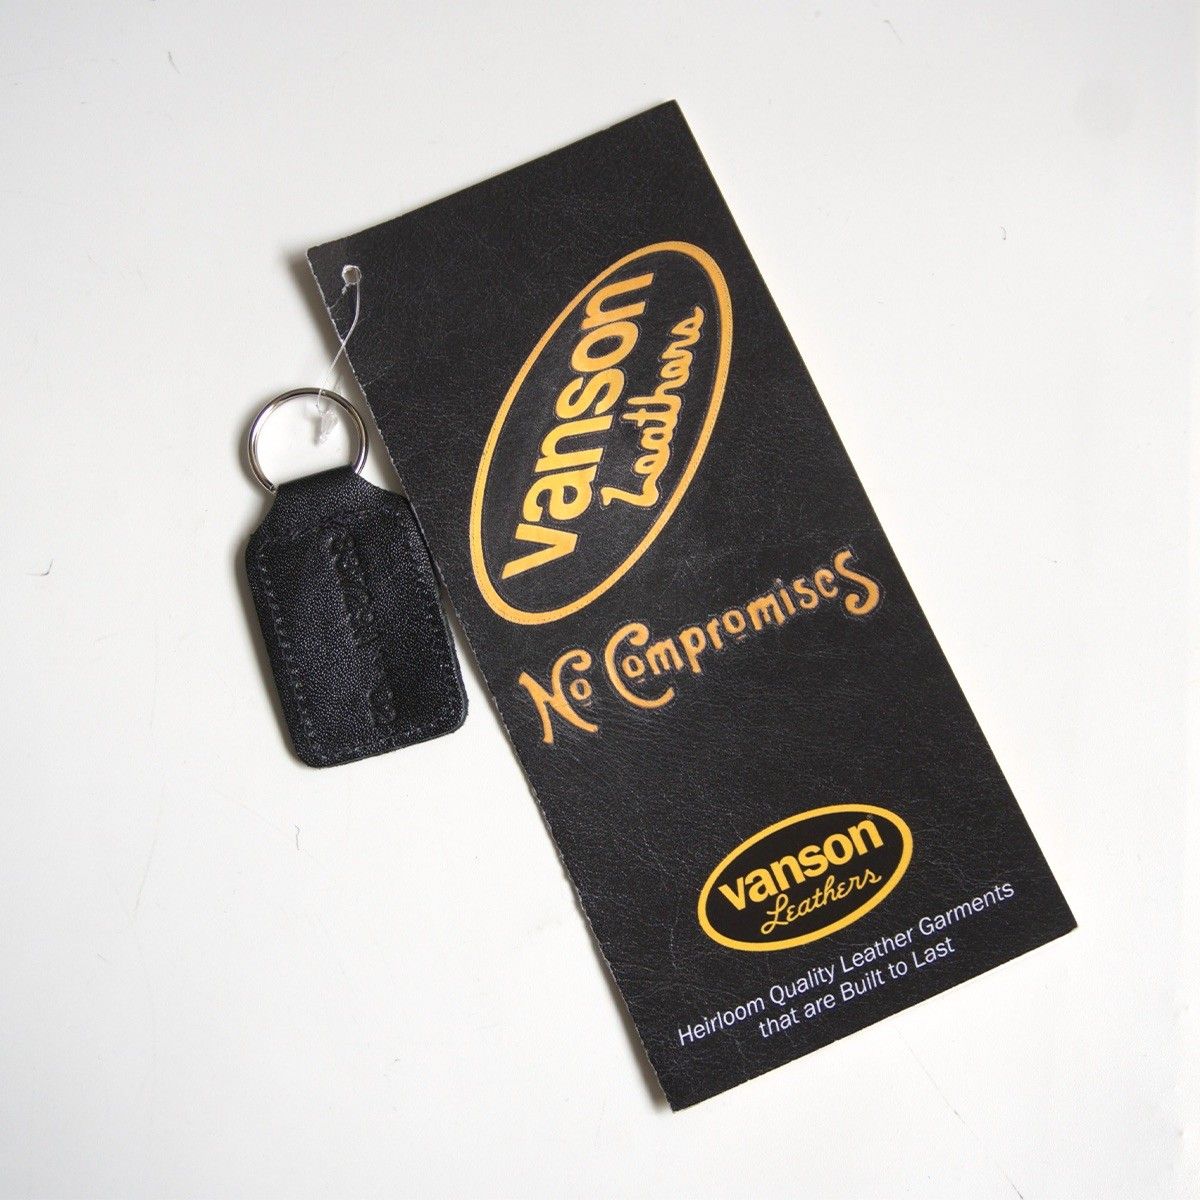 vanson
Leathers
No Compromises
vanson
Leathers
Heirloom Quality Leather Garments
that are Built to Last